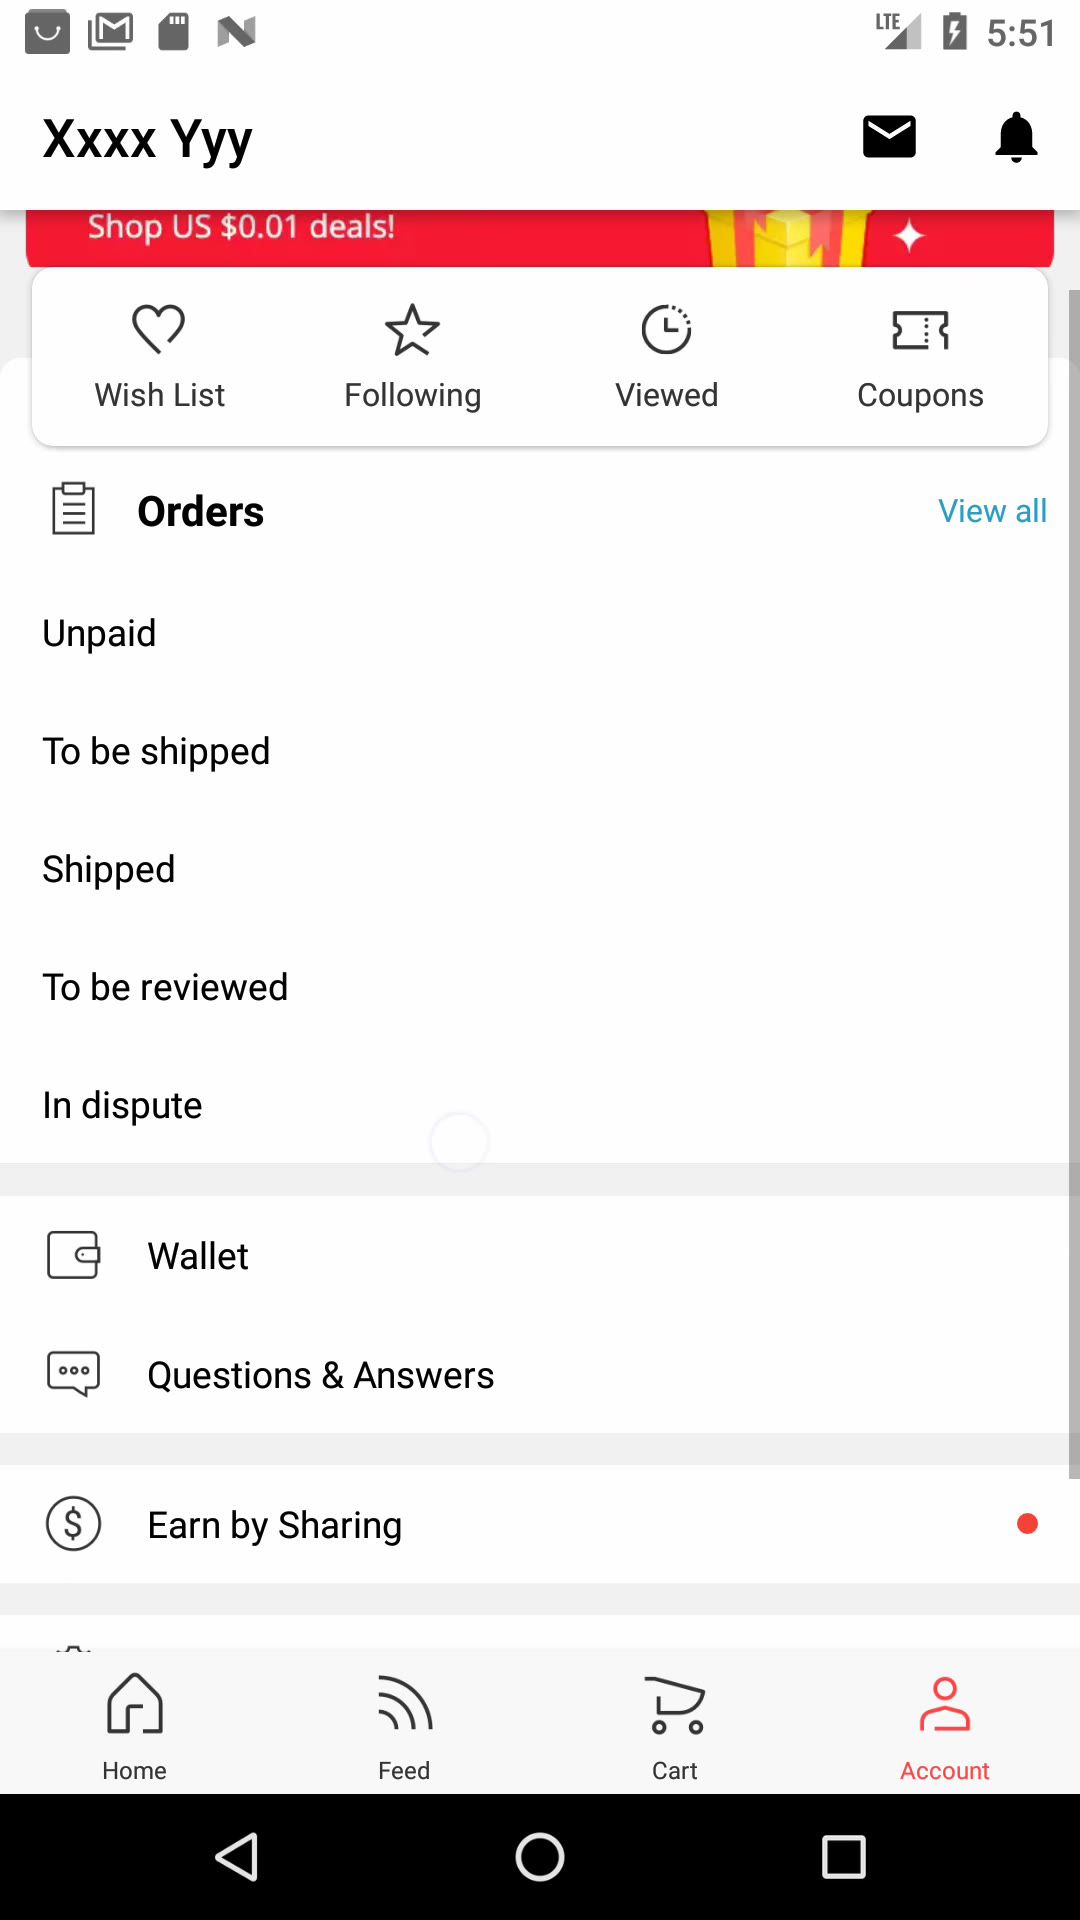 LTE 5:51
Xxxx Yyy
Shop US $0.01 deals!
Wish List Following Viewed Coupons
Orders View all
Unpaid
To be shipped
Shipped
To be reviewed
In dispute
Wallet
Questions & Answers
Earn by Sharing
Home Feed Cart Account